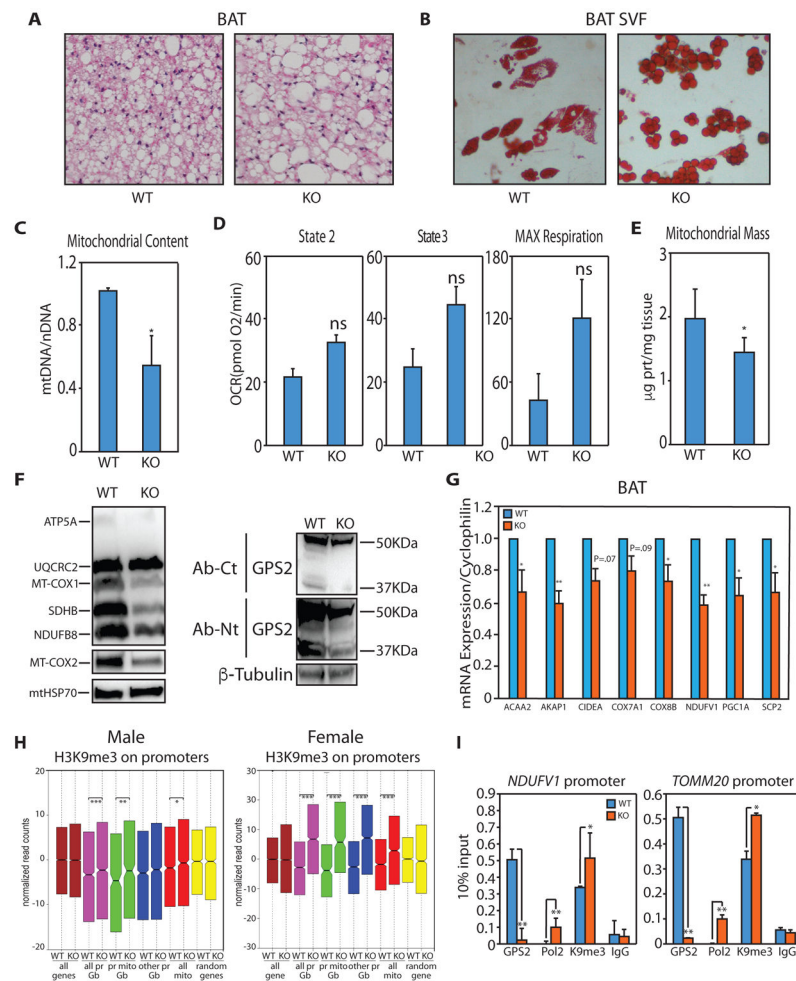 A
BAT
WT
KO
B
BAT SVF
WT
KO
C
Mitochondrial Content
mtDNA/nDNA
1.2
0.8
0.4
0
*
WT
KO
D
State 2
State3
MAX Respiration
OCR(pmol O2/min)
60
40
20
0
ns
WT
KO
60
40
20
0
ns
WT
KO
180
120
60
0
ns
WT
KO
E
Mitochondrial Mass
µg prt/mg tissue
3
2
1
0
*
WT
KO
F
WT KO
ATP5A
UQCRC2
MT-COX1
SDHB
NDUFB8
MT-COX2
mtHSP70
WT KO
Ab-Ct GPS2
50KDa
37KDa
Ab-Nt GPS2
50KDa
37KDa
β-Tubulin
G
BAT
WT
KO
mRNA Expression/Cyclophilin
1.2
1.0
0.8
0.6
0.4
0.2
0
* ** P=.07 P=.09 * ** * *
ACAA2 AKAP1 CIDEA COX7A1 COX8B NDUFV1 PGC1A SCP2
H
Male
H3K9me3 on promoters
normalized read counts
20
10
0
-10
-20
*** ** *
WT KO WT KO WT KO WT KO WT KO WT KO
all genes
all pr Gb
pr mito Gb
other pr Gb
all mito
random genes
Female
H3K9me3 on promoters
normalized read counts
30
20
10
0
-10
-20
-30
*** *** *** ***
WT KO WT KO WT KO WT KO WT KO WT KO
all gene
all pr Gb
pr mito Gb
other pr Gb
all mito
random genes
I
NDUFV1 promoter
TOMM20 promoter
WT
KO
10% input
0.9
0.75
0.6
0.45
0.3
0.15
0
** ** *
GPS2 Pol2 K9me3 IgG
0.6
0.5
0.4
0.3
0.2
0.1
0
** ** *
GPS2 Pol2 K9me3 IgG